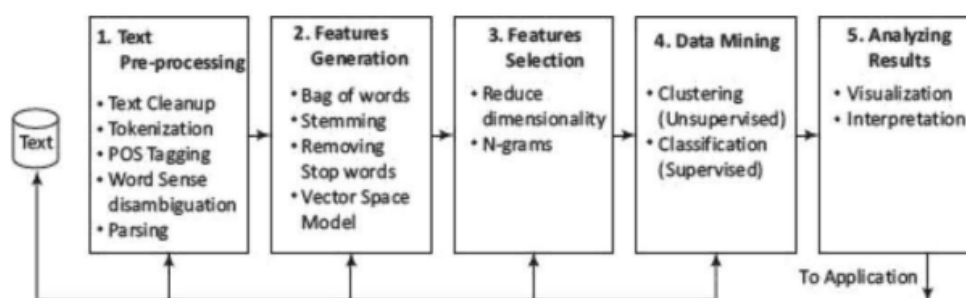 Text
1. Text
Pre-processing
• Text Cleanup
• Tokenization
• POS Tagging
• Word Sense
disambiguation
• Parsing
2. Features
Generation
• Bag of words
• Stemming
• Removing
Stop words
• Vector Space
Model
3. Features
Selection
• Reduce
dimensionality
• N-grams
4. Data Mining
• Clustering
(Unsupervised)
• Classification
(Supervised)
5. Analyzing
Results
• Visualization
• Interpretation
To Application